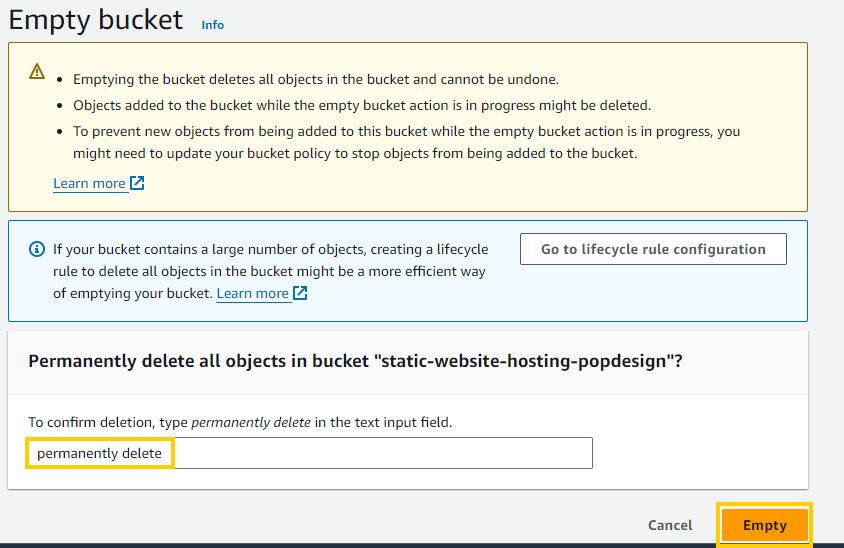 Empty bucket Info
• Emptying the bucket deletes all objects in the bucket and cannot be undone.
• Objects added to the bucket while the empty bucket action is in progress might be deleted.
• To prevent new objects from being added to this bucket while the empty bucket action is in progress, you
might need to update your bucket policy to stop objects from being added to the bucket.
Learn more
If your bucket contains a large number of objects, creating a lifecycle
rule to delete all objects in the bucket might be a more efficient way
of emptying your bucket. Learn more
Go to lifecycle rule configuration
Permanently delete all objects in bucket "static-website-hosting-popdesign"?
To confirm deletion, type permanently delete in the text input field.
permanently delete
Cancel
Empty